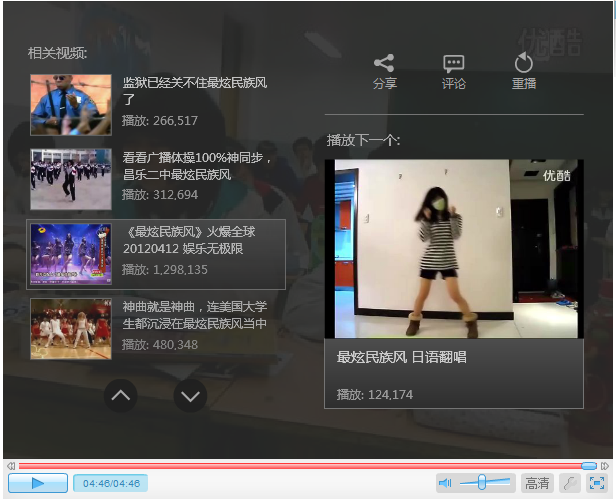 优酷
相关视频:
监狱已经关不住最炫民族风
了
播放: 266,517
看看广播体操100%神同步，
昌乐二中最炫民族风
播放: 312,694
《最炫民族风》火爆全球
20120412 娱乐无极限
播放: 1,298,135
神曲就是神曲，连美国大学
生都沉浸在最炫民族风当中
播放: 480,348
分享
评论
重播
播放下一个:
优酷
最炫民族风 日语翻唱
播放: 124,174
04:46/04:46
高清